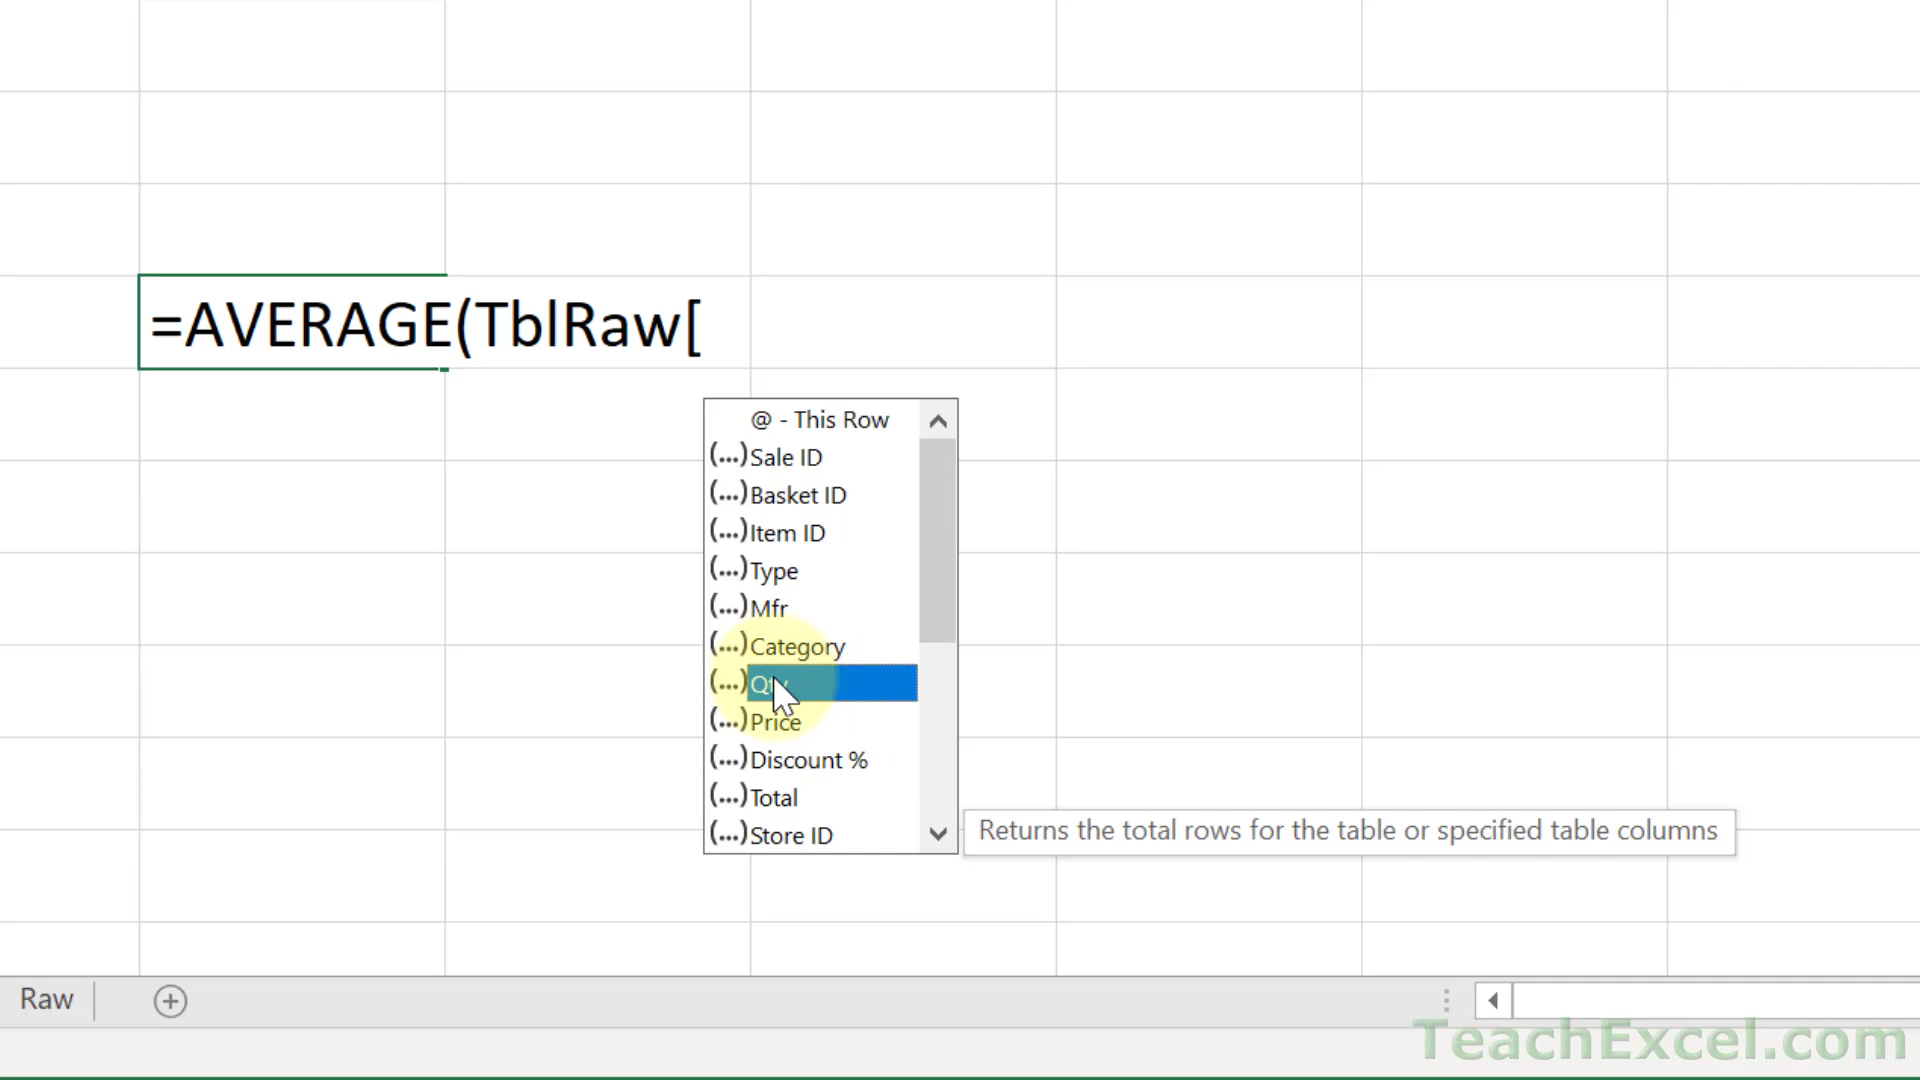 =AVERAGE(TblRaw[
@ - This Row
(...)Sale ID
(...)Basket ID
(...)Item ID
(...)Type
(...)Mfr
(...)Category
(...)Qty
(...)Price
(...)Discount %
(...)Total
(...)Store ID
Returns the total rows for the table or specified table columns
Raw
TeachExcel.com